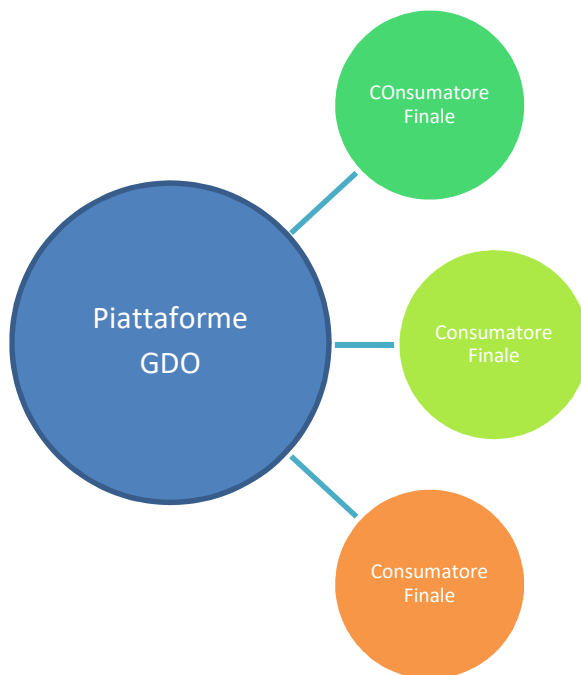 COnsumatore
Finale
Piattaforme
GDO
Consumatore
Finale
Consumatore
Finale